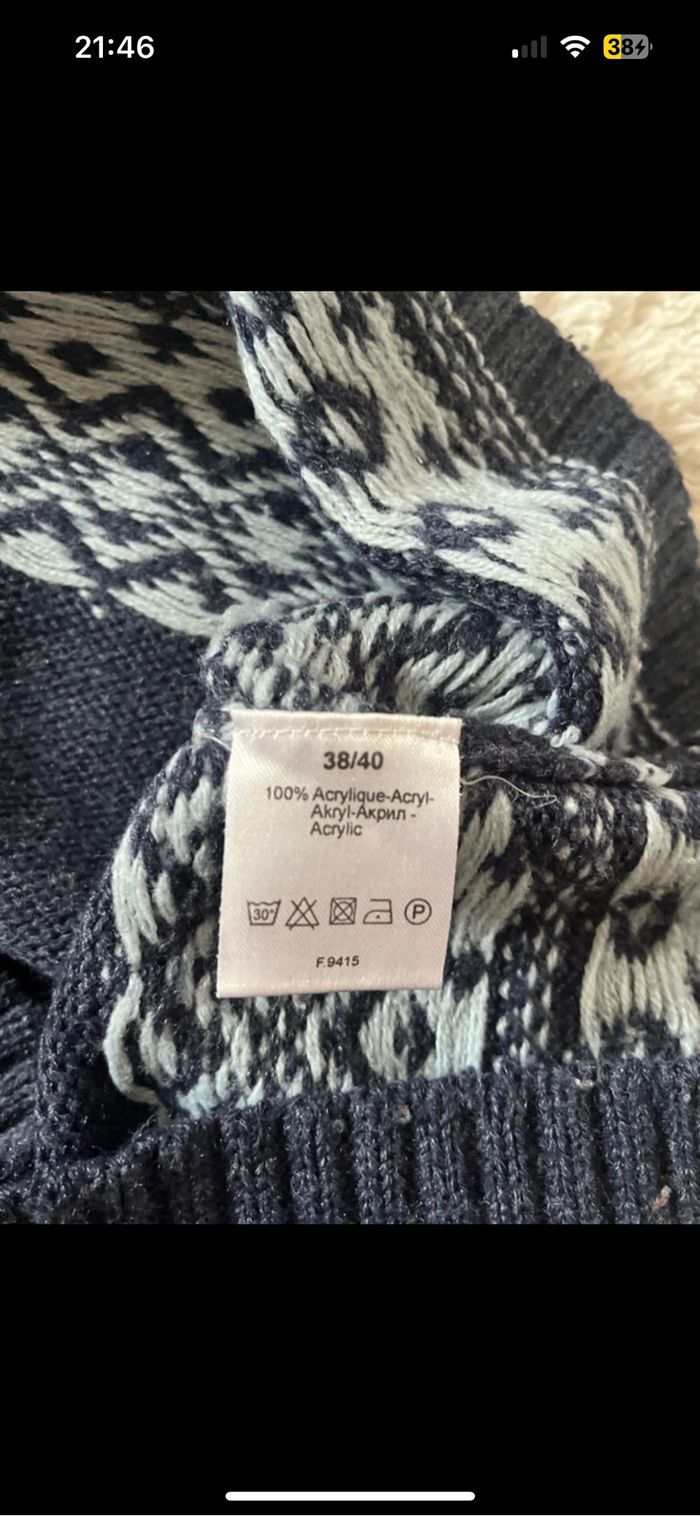 21:46
38
38/40
100% Acrylique-Acryl-
Akryl-Акрил -
Acrylic
30°
P
F.9415